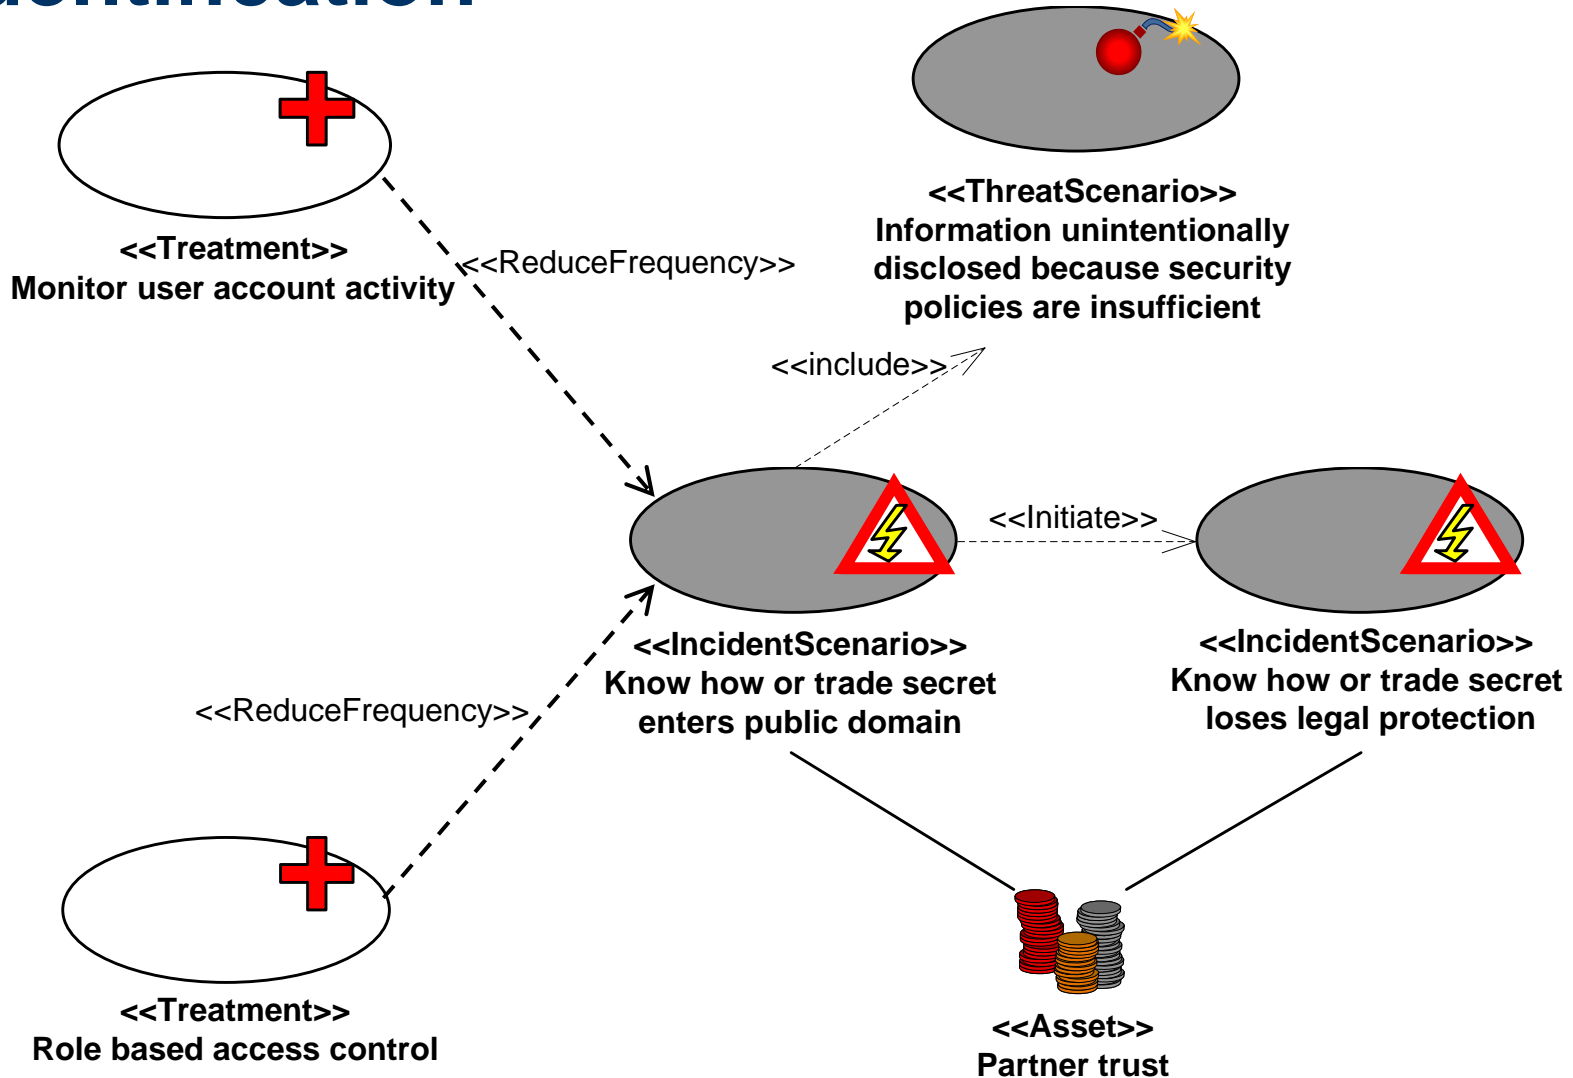 <<ThreatScenario>>
Information unintentionally
disclosed because security
policies are insufficient
<<Treatment>>
Monitor user account activity
<<ReduceFrequency>>
<<include>>
<<Initiate>>
<<IncidentScenario>>
Know how or trade secret
enters public domain
<<IncidentScenario>>
Know how or trade secret
loses legal protection
<<ReduceFrequency>>
<<Treatment>>
Role based access control
<<Asset>>
Partner trust